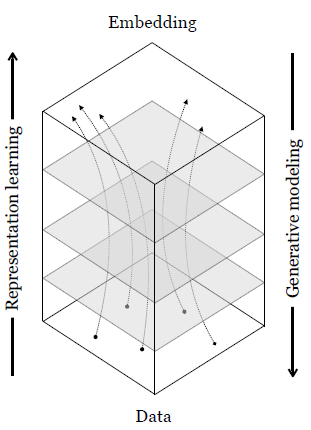 Embedding
Representation learning
Generative modeling
Data